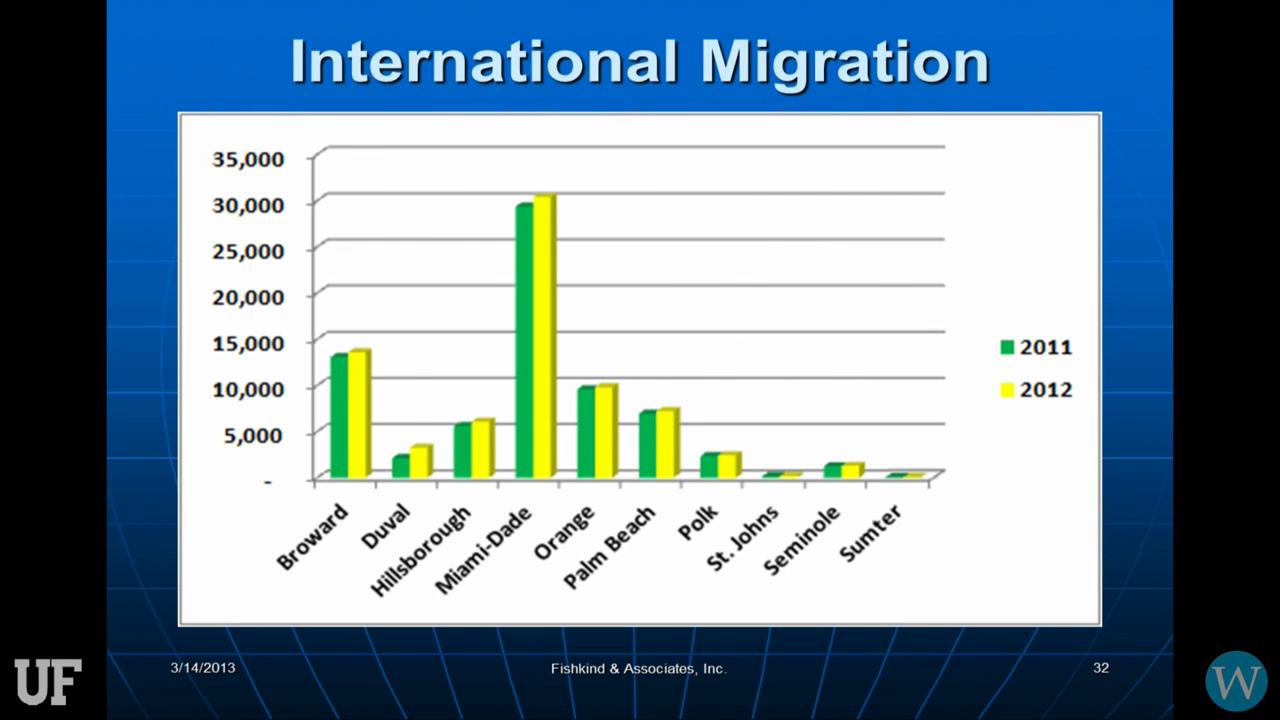 International Migration
35,000
30,000
25,000
20,000
15,000
10,000
5,000
-
2011
2012
Broward
Duval
Hillsborough
Miami-Dade
Orange
Palm Beach
Polk
St. Johns
Seminole
Sumter
3/14/2013
Fishkind & Associates, Inc.
32
UF
W